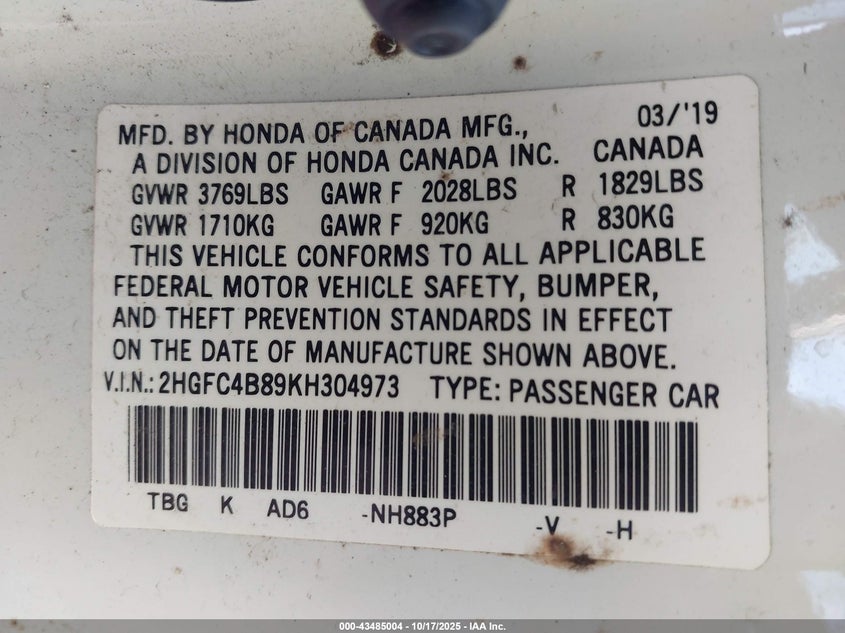 03/'19
MFD. BY HONDA OF CANADA MFG.,
A DIVISION OF HONDA CANADA INC. CANADA
GVWR 3769LBS GAWR F 2028LBS R 1829LBS
GVWR 1710KG GAWR F 920KG R 830KG
THIS VEHICLE CONFORMS TO ALL APPLICABLE
FEDERAL MOTOR VEHICLE SAFETY, BUMPER,
AND THEFT PREVENTION STANDARDS IN EFFECT
ON THE DATE OF MANUFACTURE SHOWN ABOVE.
V.I.N.: 2HGFC4B89KH304973 TYPE: PASSENGER CAR
TBG K AD6 -NH883P -V -H
000-43485004 - 10/17/2025 - IAA Inc.